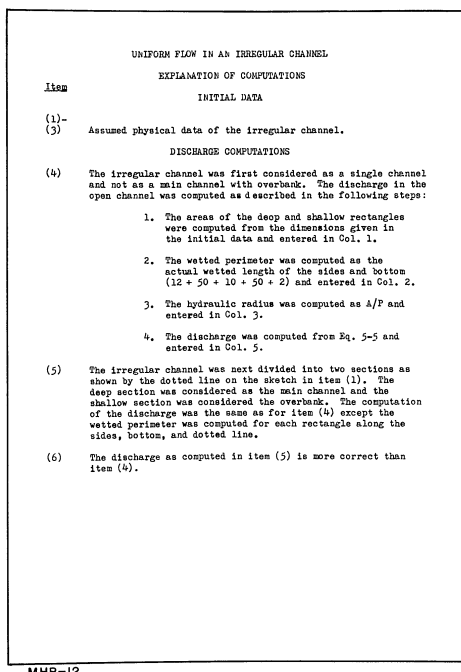 UNIFORM FLOW IN AN IRREGULAR CHANNEL
EXPLANATION OF COMPUTATIONS
Item
INITIAL DATA
(1)-
(3) Assumed physical data of the irregular channel.
DISCHARGE COMPUTATIONS
(4) The irregular channel was first considered as a single channel
and not as a main channel with overbank. The discharge in the
open channel was computed as described in the following steps:
1. The areas of the deep and shallow rectangles
were computed from the dimensions given in
the initial data and entered in Col. 1.
2. The wetted perimeter was computed as the
actual wetted length of the sides and bottom
(12 + 50 + 10 + 50 + 2) and entered in Col. 2.
3. The hydraulic radius was computed as A/P and
entered in Col. 3.
4. The discharge was computed from Eq. 5-5 and
entered in Col. 5.
(5) The irregular channel was next divided into two sections as
shown by the dotted line on the sketch in item (1). The
deep section was considered as the main channel and the
shallow section was considered the overbank. The computation
of the discharge was the same as for item (4) except the
wetted perimeter was computed for each rectangle along the
sides, bottom, and dotted line.
(6) The discharge as computed in item (5) is more correct than
item (4).
MHB-12